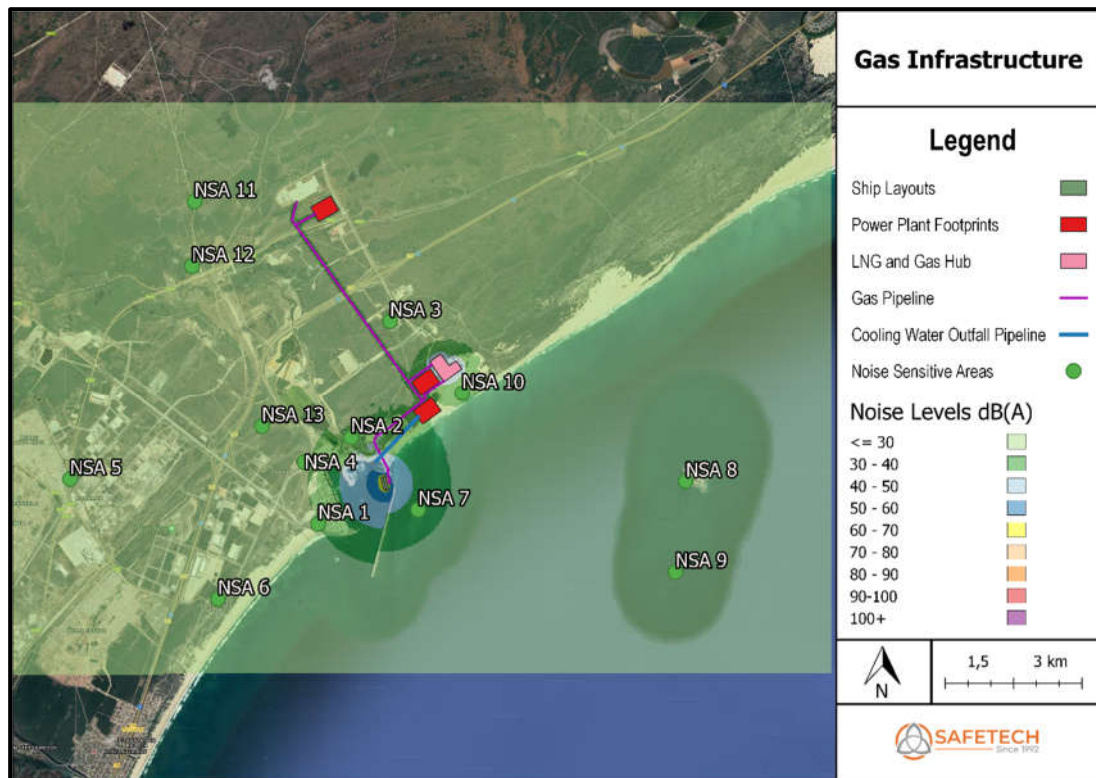 Gas Infrastructure
Legend
Ship Layouts
Power Plant Footprints
LNG and Gas Hub
Gas Pipeline
Cooling Water Outfall Pipeline
Noise Sensitive Areas
Noise Levels dB(A)
<= 30
30 - 40
40 - 50
50 - 60
60 - 70
70 - 80
80 - 90
90-100
100+
N
1,5 3 km
SAFETECH
Since 1992
NSA 11
NSA 12
NSA 3
NSA 10
NSA 13
NSA 2
NSA 4
NSA 5
NSA 8
NSA 7
NSA 1
NSA 9
NSA 6